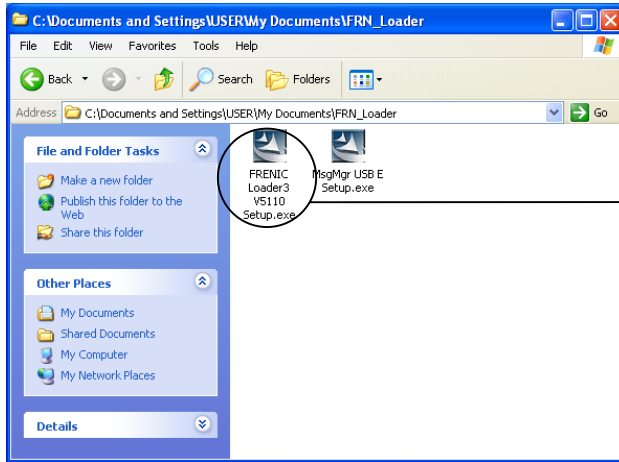 C:\Documents and Settings\USER\My Documents\FRN_Loader
File Edit View Favorites Tools Help
Back Search Folders
Address C:\Documents and Settings\USER\My Documents\FRN_Loader Go
File and Folder Tasks
Make a new folder
Publish this folder to the
Web
Share this folder
Other Places
My Documents
Shared Documents
My Computer
My Network Places
Details
FRENIC
Loader3
V5110
Setup.exe
MsgMgr USB E
Setup.exe